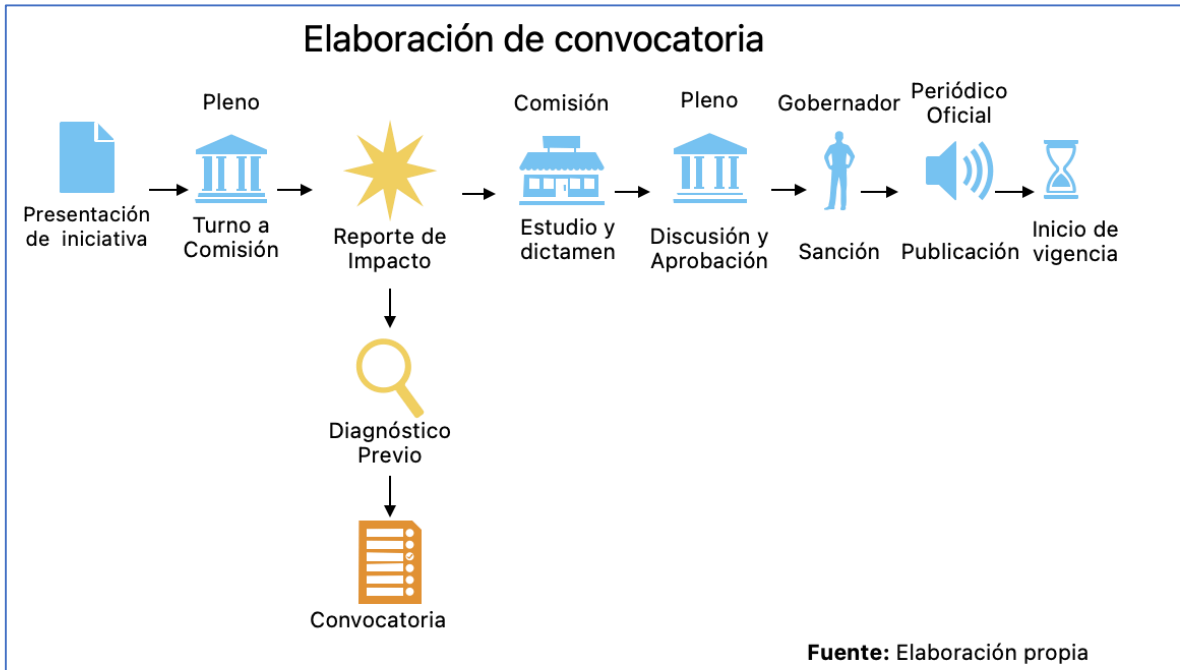 Elaboración de convocatoria
Presentación
de iniciativa
Pleno
Turno a
Comisión
Reporte de
Impacto
Comisión
Estudio y
dictamen
Pleno
Discusión y
Aprobación
Gobernador
Sanción
Periódico
Oficial
Publicación
Inicio de
vigencia
Diagnóstico
Previo
Convocatoria
Fuente: Elaboración propia